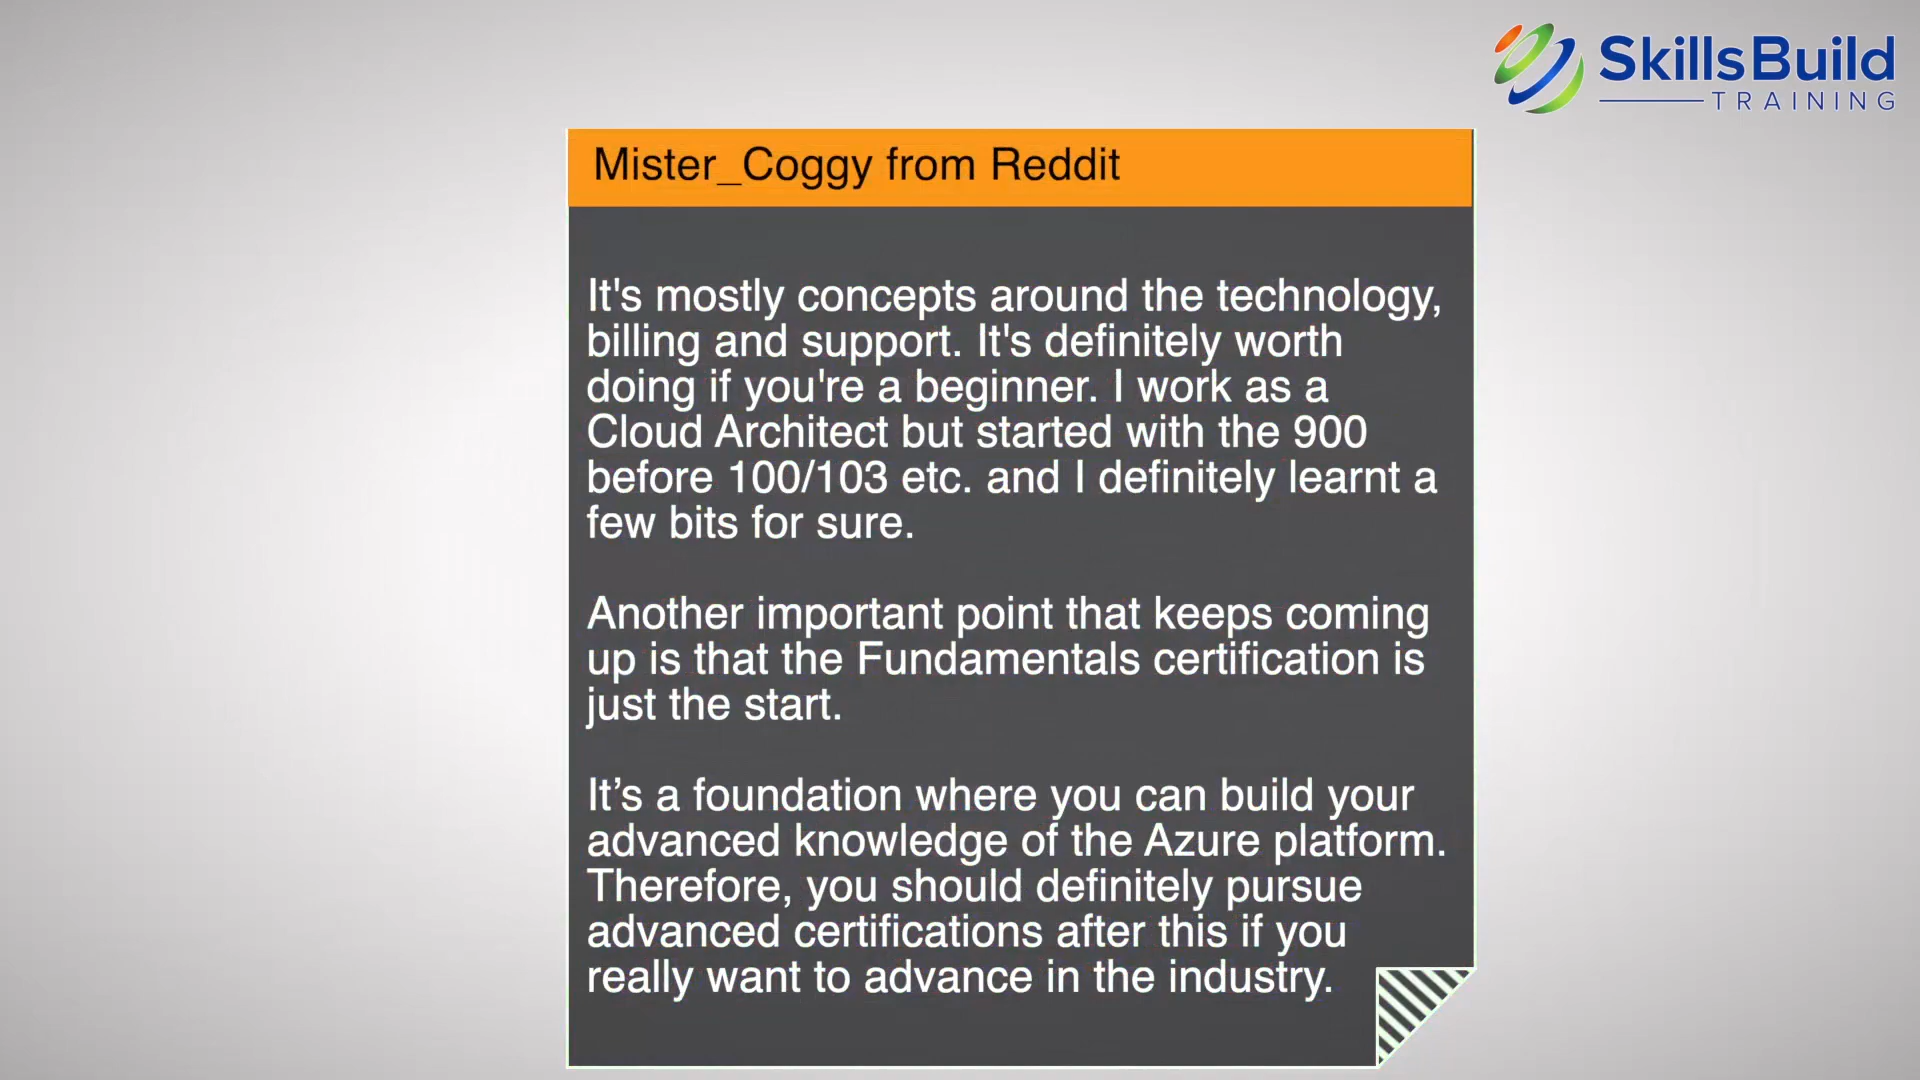 SkillsBuild
TRAINING
Mister_Coggy from Reddit
It's mostly concepts around the technology,
billing and support. It's definitely worth
doing if you're a beginner. I work as a
Cloud Architect but started with the 900
before 100/103 etc. and I definitely learnt a
few bits for sure.
Another important point that keeps coming
up is that the Fundamentals certification is
just the start.
It’s a foundation where you can build your
advanced knowledge of the Azure platform.
Therefore, you should definitely pursue
advanced certifications after this if you
really want to advance in the industry.